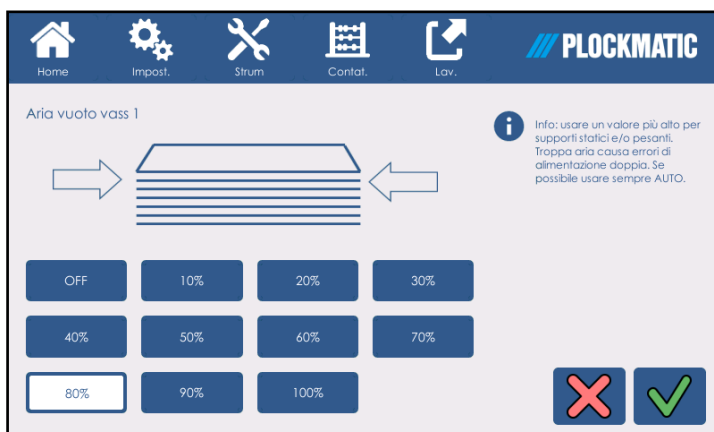 Home
Impost.
Strum
Contat.
Lav.
PLOCKMATIC
Aria vuoto vass 1
i
Info: usare un valore più alto per
supporti statici e/o pesanti.
Troppa aria causa errori di
alimentazione doppia. Se
possibile usare sempre AUTO.
OFF
10%
20%
30%
40%
50%
60%
70%
80%
90%
100%